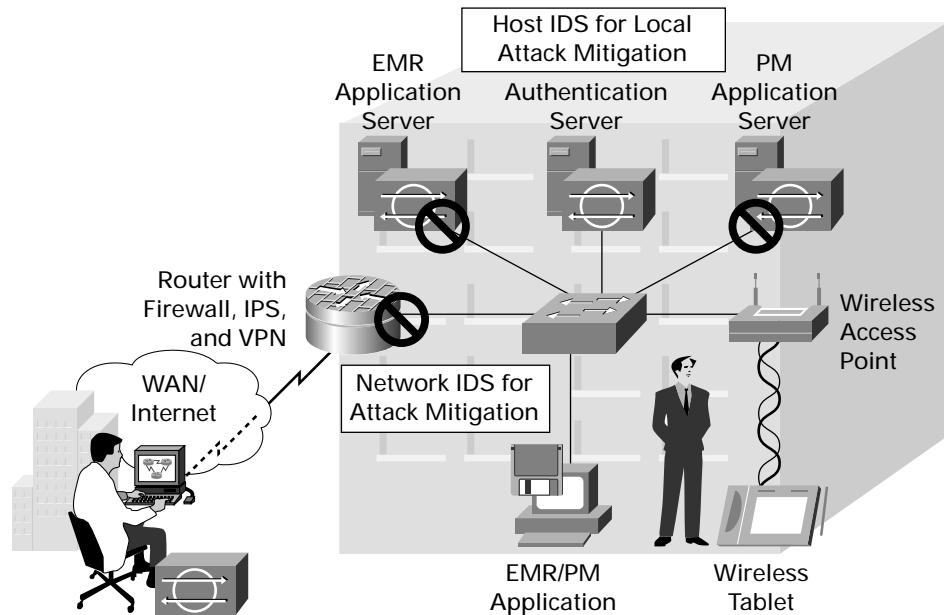 Host IDS for Local
Attack Mitigation
EMR
Application
Server
Authentication
Server
PM
Application
Server
Router with
Firewall, IPS,
and VPN
Wireless
Access
Point
WAN/
Internet
Network IDS for
Attack Mitigation
EMR/PM
Application
Wireless
Tablet